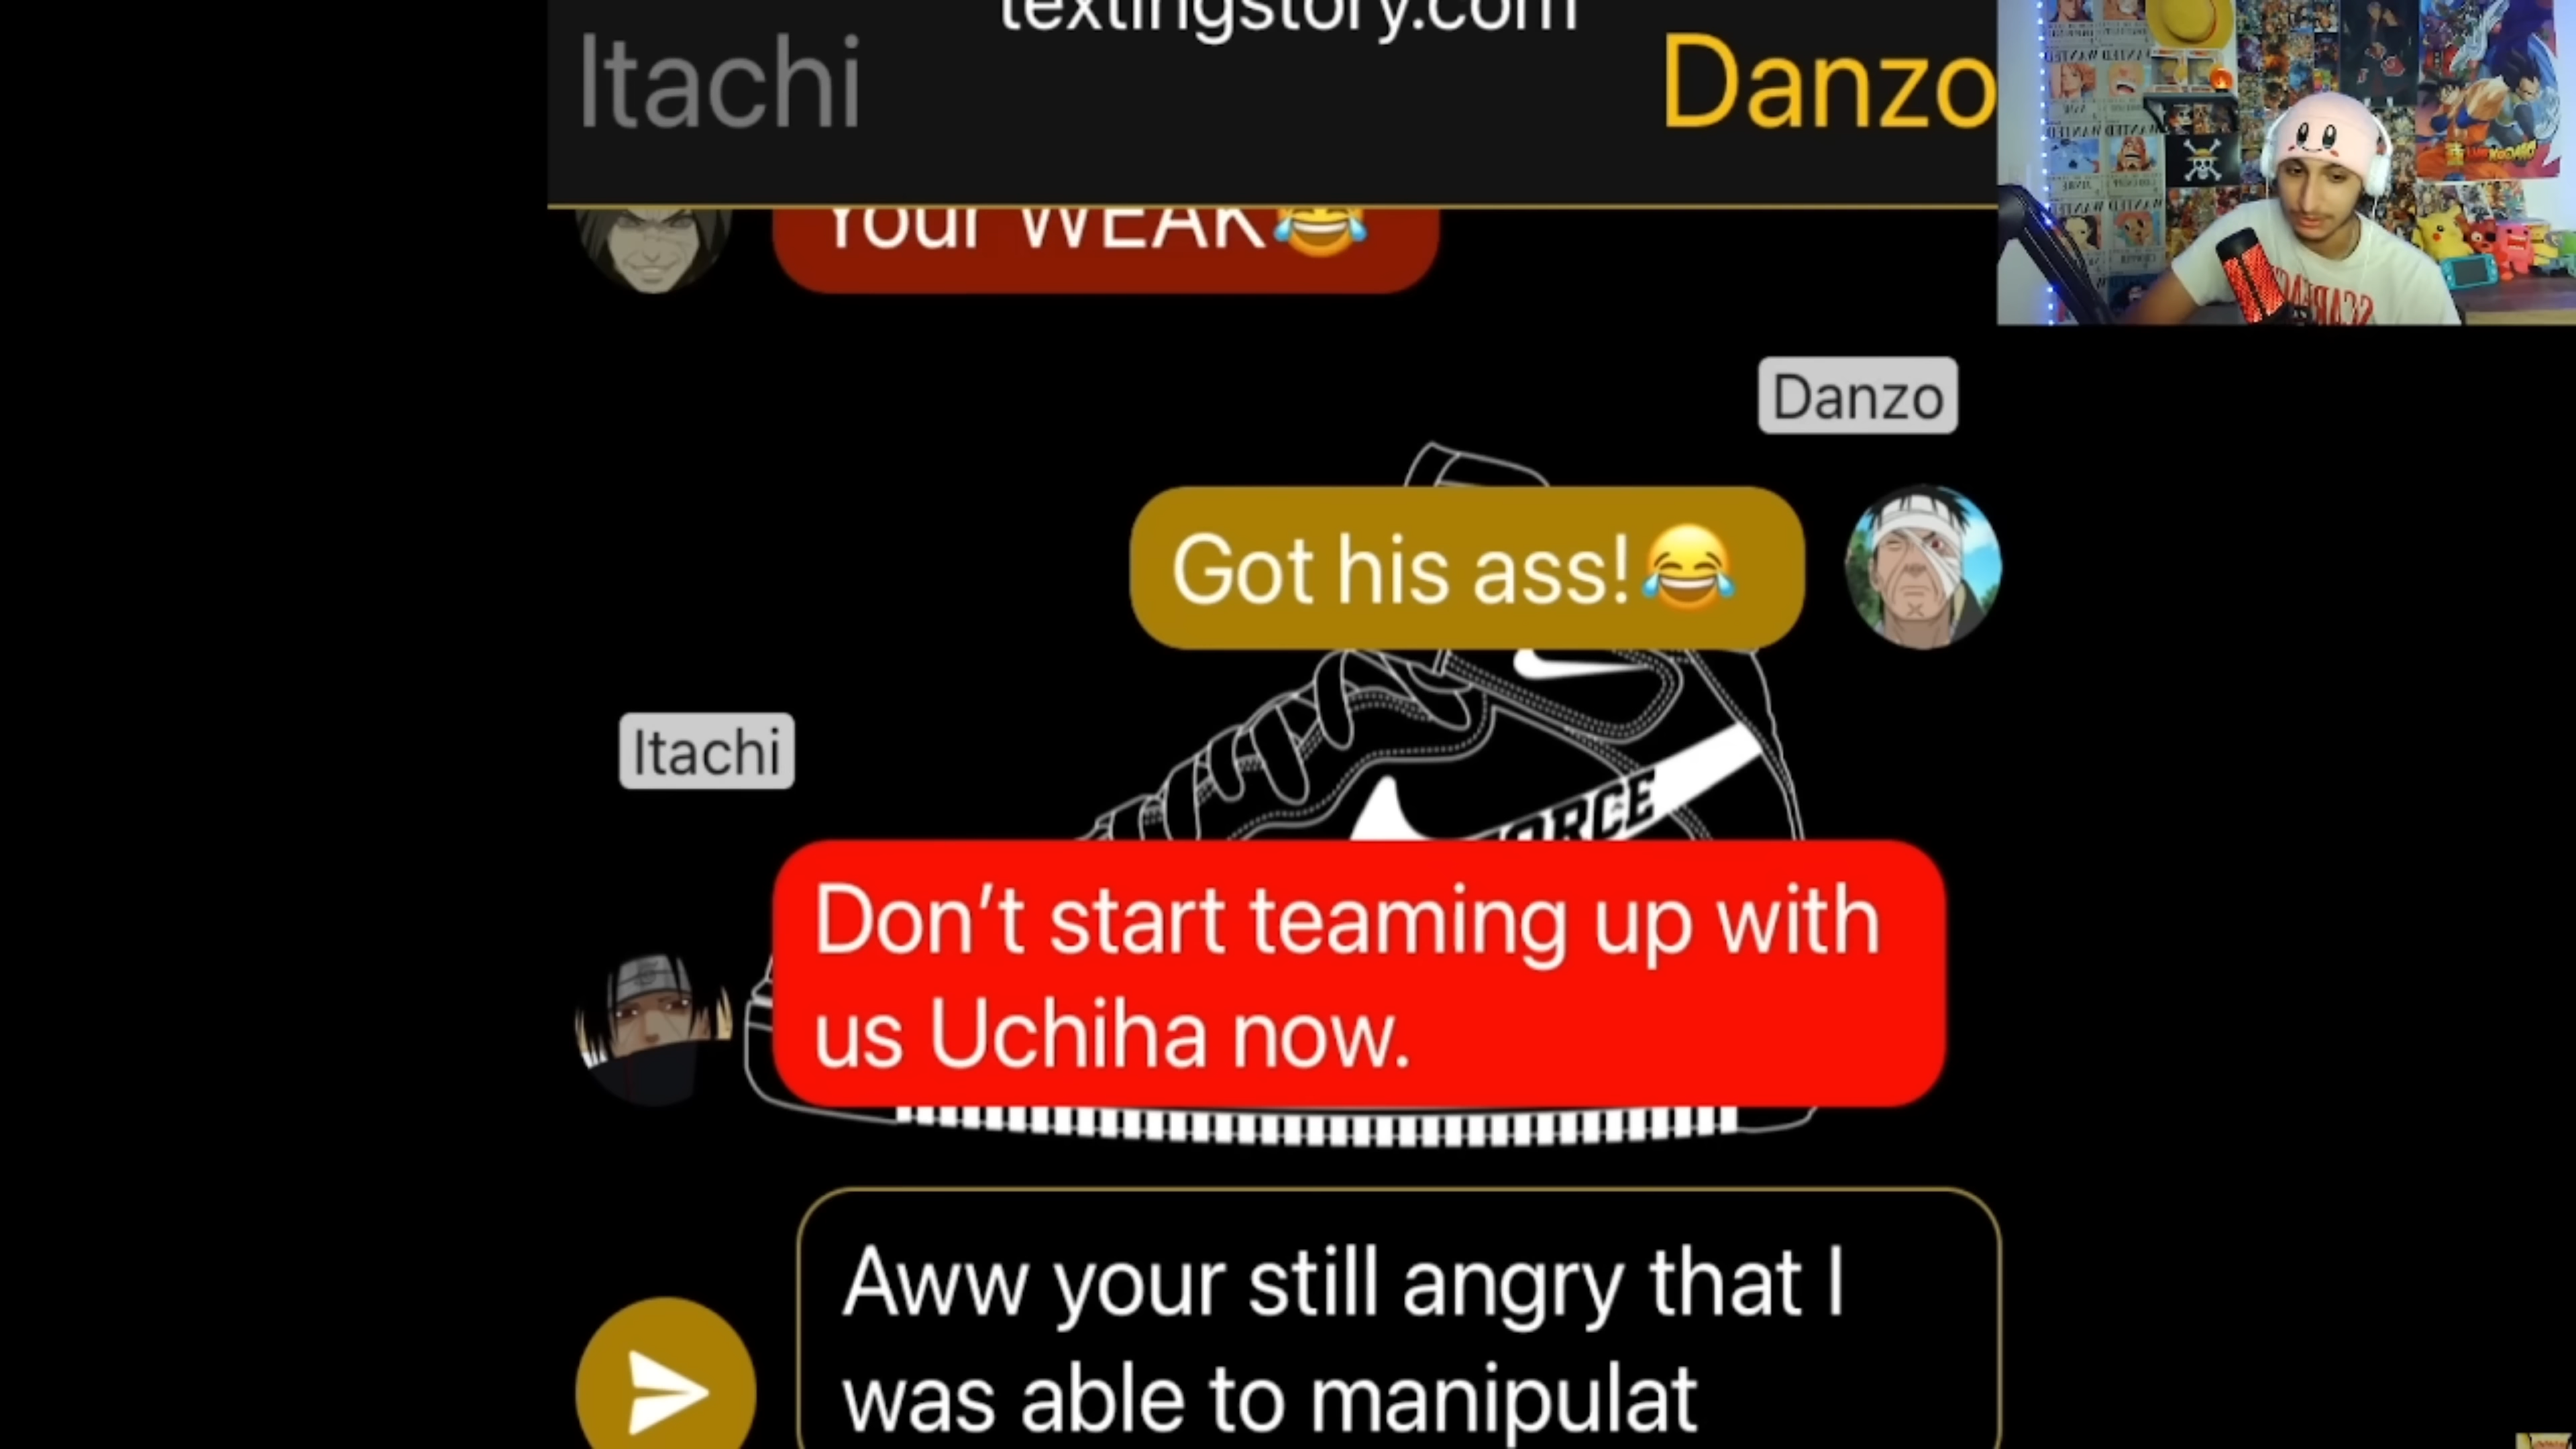 textingstory.com
Itachi
Danzo
Your WEAK😂
Danzo
Got his ass!😂
Itachi
ORCE
Don't start teaming up with
us Uchiha now.
Aww your still angry that I
was able to manipulat